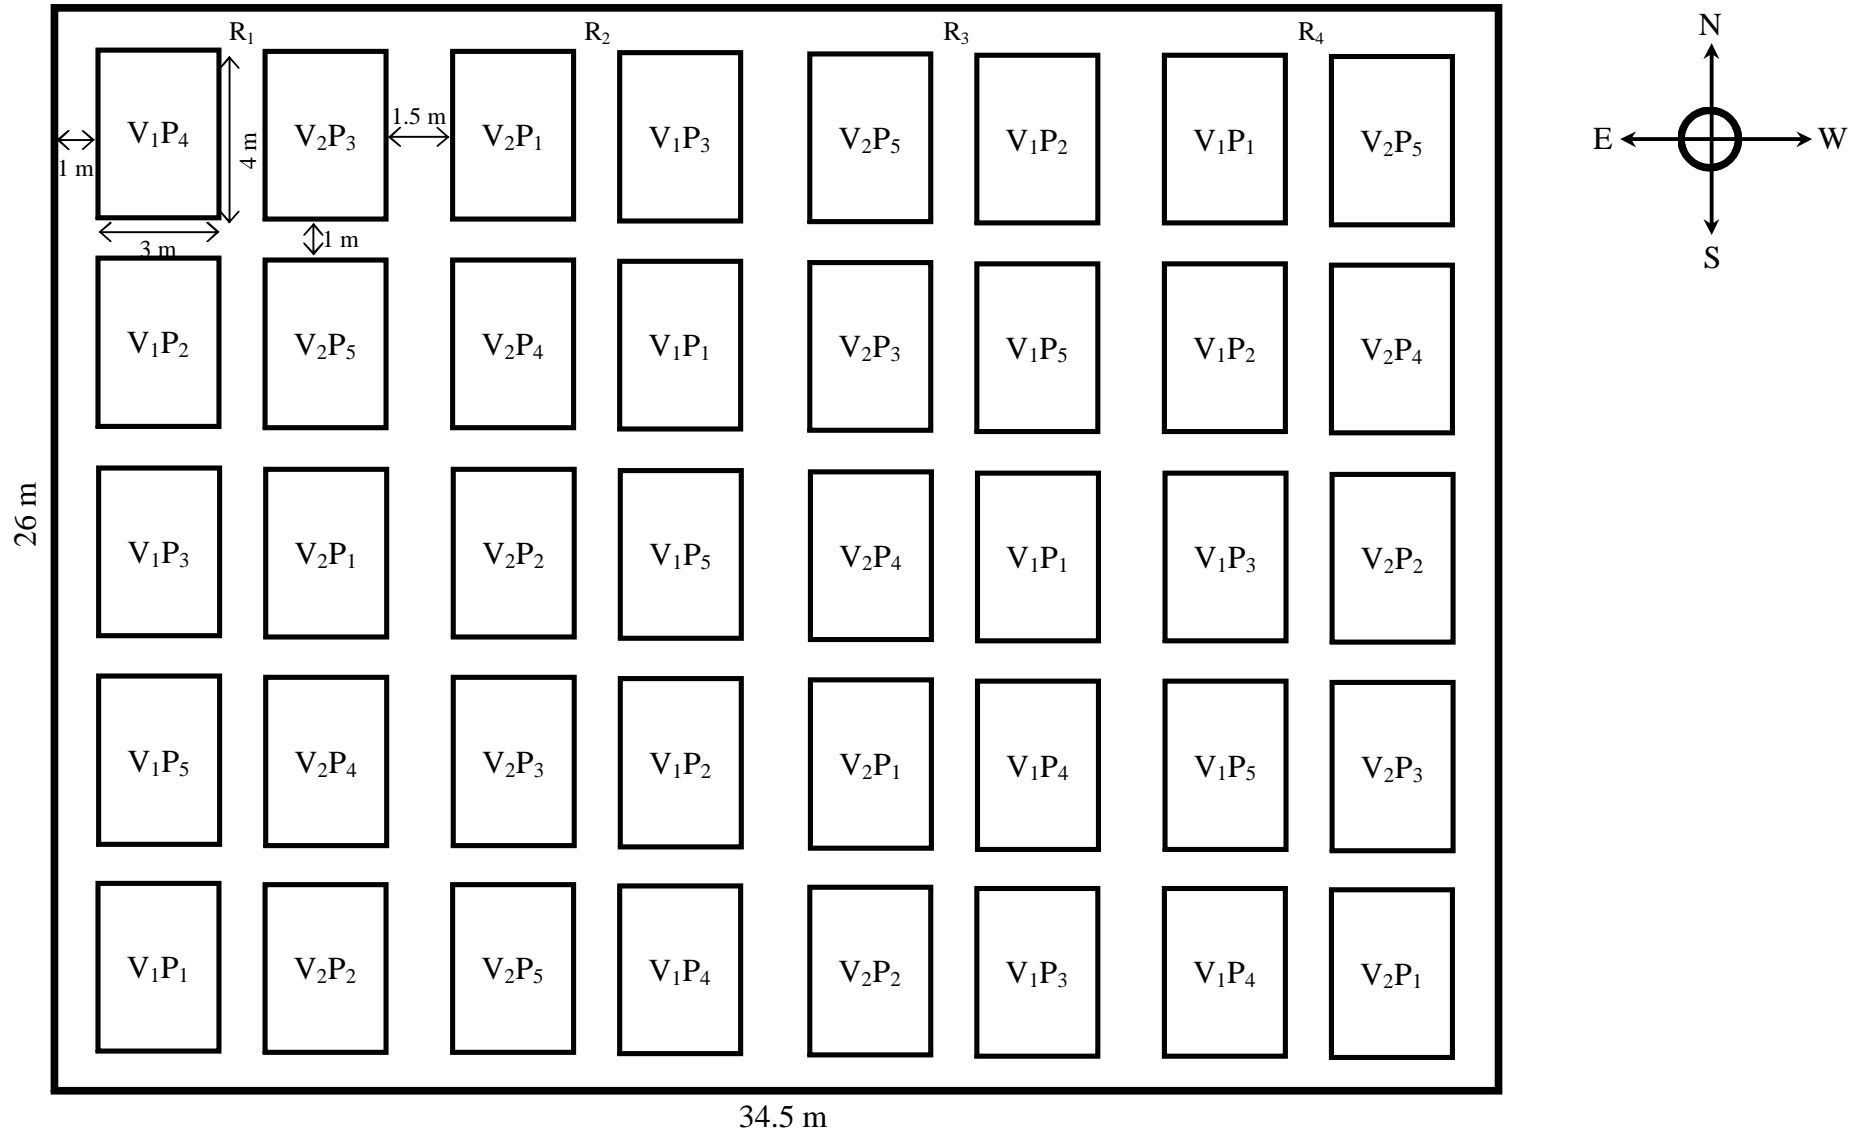 R₁ R₂ R₃ R₄
N
E W
S
1 m
4 m
3 m
1 m
1.5 m
V₁P₄ V₂P₃ V₂P₁ V₁P₃ V₂P₅ V₁P₂ V₁P₁ V₂P₅
V₁P₂ V₂P₅ V₂P₄ V₁P₁ V₂P₃ V₁P₅ V₁P₂ V₂P₄
V₁P₃ V₂P₁ V₂P₂ V₁P₅ V₂P₄ V₁P₁ V₁P₃ V₂P₂
V₁P₅ V₂P₄ V₂P₃ V₁P₂ V₂P₁ V₁P₄ V₁P₅ V₂P₃
V₁P₁ V₂P₂ V₂P₅ V₁P₄ V₂P₂ V₁P₃ V₁P₄ V₂P₁
26 m
34.5 m